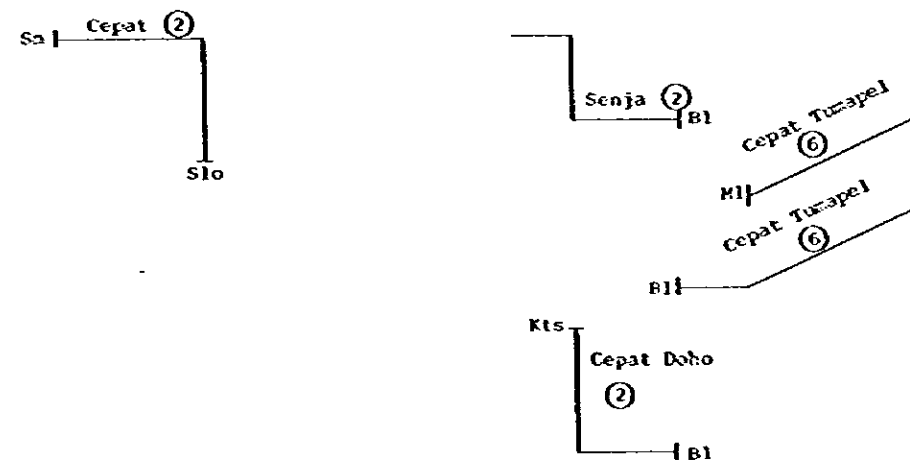 Cepat ②
Sm
Slo
Senja ②
Bl
Cepat Tumapel
⑥
Ml
Cepat Tumapel
⑥
Bl
Kts
Cepat Doho
②
Bl